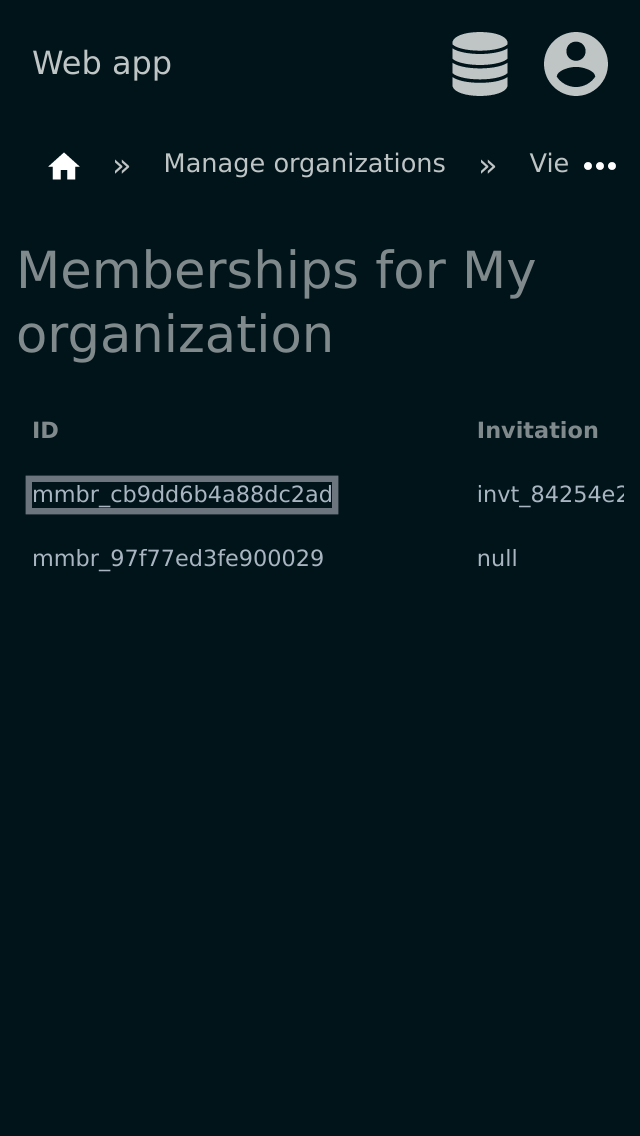 Web app
» Manage organizations » Vie •••
Memberships for My
organization
ID Invitation
mmbr_cb9dd6b4a88dc2ad invt_84254e2
mmbr_97f77ed3fe900029 null